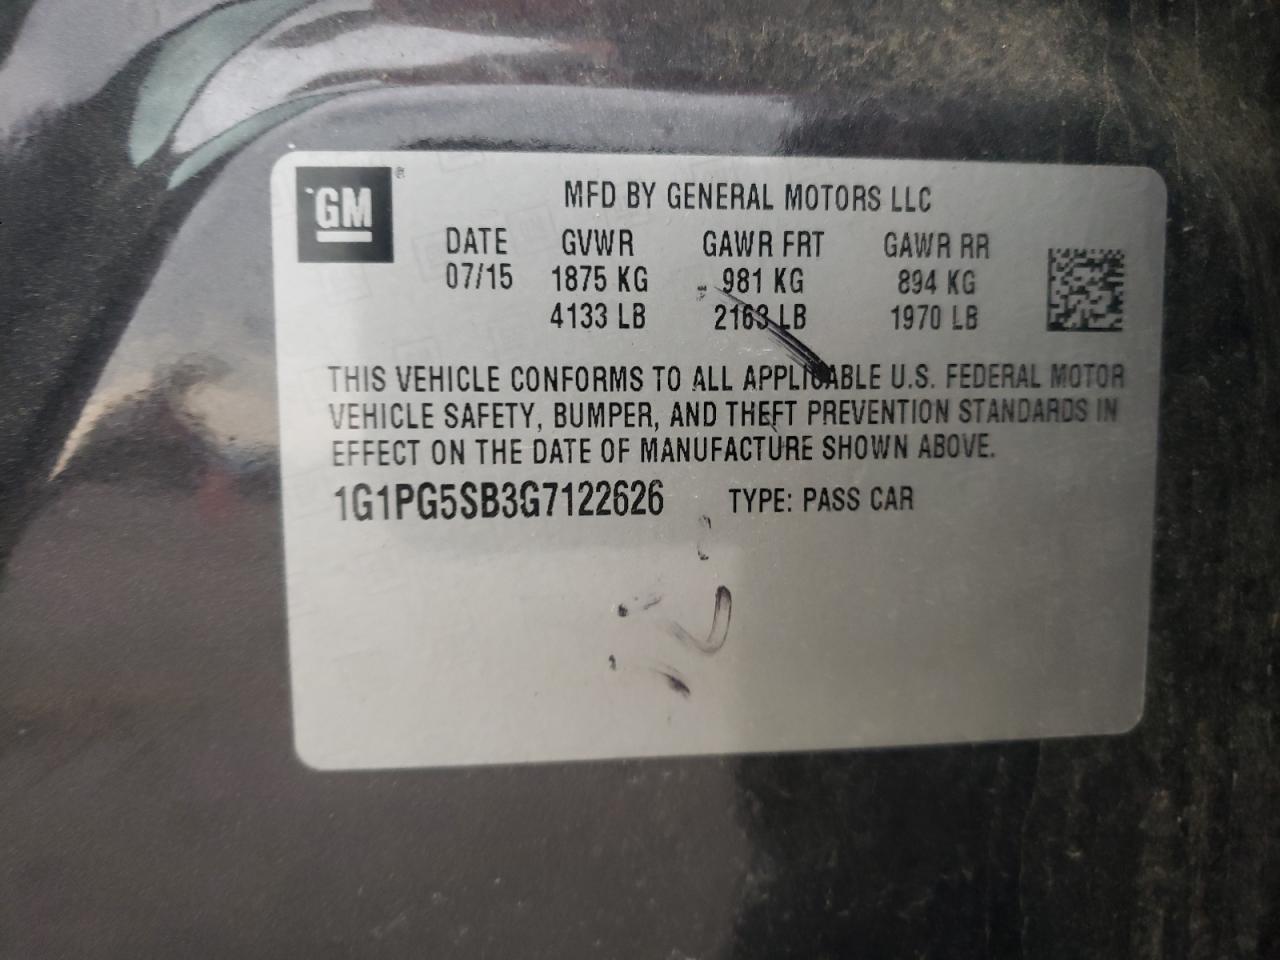 GM ®
MFD BY GENERAL MOTORS LLC
DATE GVWR GAWR FRT GAWR RR
07/15 1875 KG 981 KG 894 KG
4133 LB 2163 LB 1970 LB
THIS VEHICLE CONFORMS TO ALL APPLICABLE U.S. FEDERAL MOTOR
VEHICLE SAFETY, BUMPER, AND THEFT PREVENTION STANDARDS IN
EFFECT ON THE DATE OF MANUFACTURE SHOWN ABOVE.
1G1PG5SB3G7122626 TYPE: PASS CAR